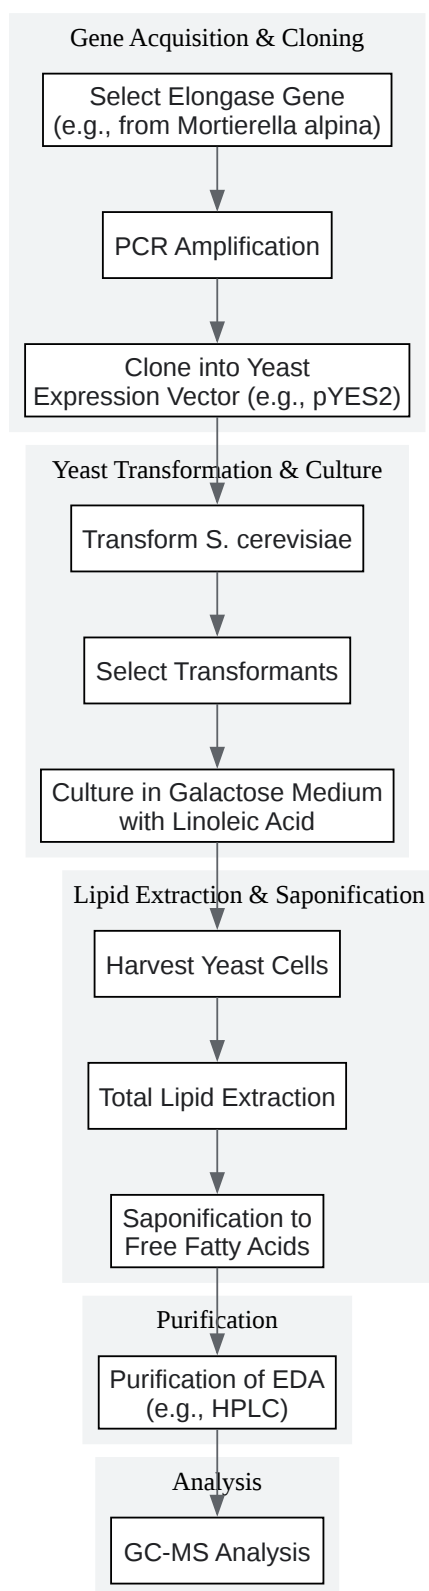 Gene Acquisition & Cloning
Select Elongase Gene
(e.g., from Mortierella alpina)
PCR Amplification
Clone into Yeast
Expression Vector (e.g., pYES2)
Yeast Transformation & Culture
Transform S. cerevisiae
Select Transformants
Culture in Galactose Medium
with Linoleic Acid
Lipid Extraction & Saponification
Harvest Yeast Cells
Total Lipid Extraction
Saponification to
Free Fatty Acids
Purification
Purification of EDA
(e.g., HPLC)
Analysis
GC-MS Analysis